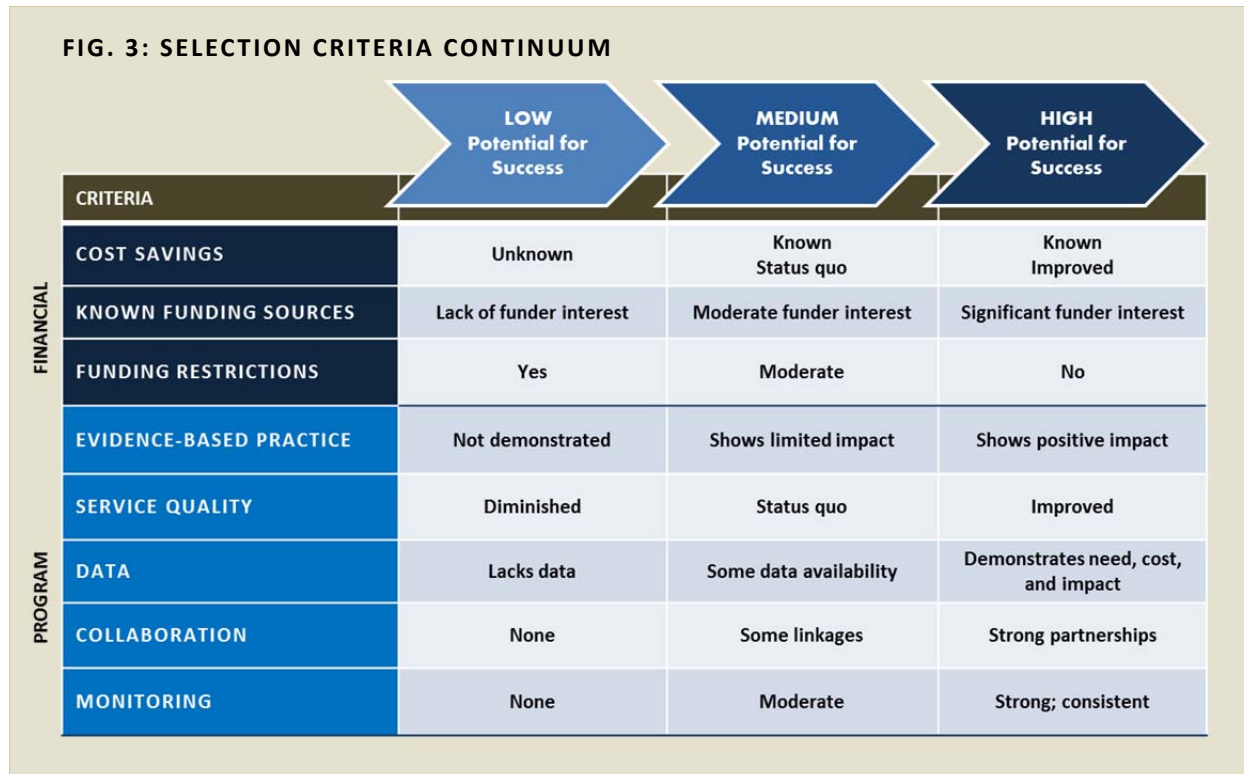 FIG. 3: SELECTION CRITERIA CONTINUUM
LOW
Potential for
Success
MEDIUM
Potential for
Success
HIGH
Potential for
Success
CRITERIA
FINANCIAL
COST SAVINGS
Unknown
Known
Status quo
Known
Improved
KNOWN FUNDING SOURCES
Lack of funder interest
Moderate funder interest
Significant funder interest
FUNDING RESTRICTIONS
Yes
Moderate
No
PROGRAM
EVIDENCE-BASED PRACTICE
Not demonstrated
Shows limited impact
Shows positive impact
SERVICE QUALITY
Diminished
Status quo
Improved
DATA
Lacks data
Some data availability
Demonstrates need, cost,
and impact
COLLABORATION
None
Some linkages
Strong partnerships
MONITORING
None
Moderate
Strong; consistent